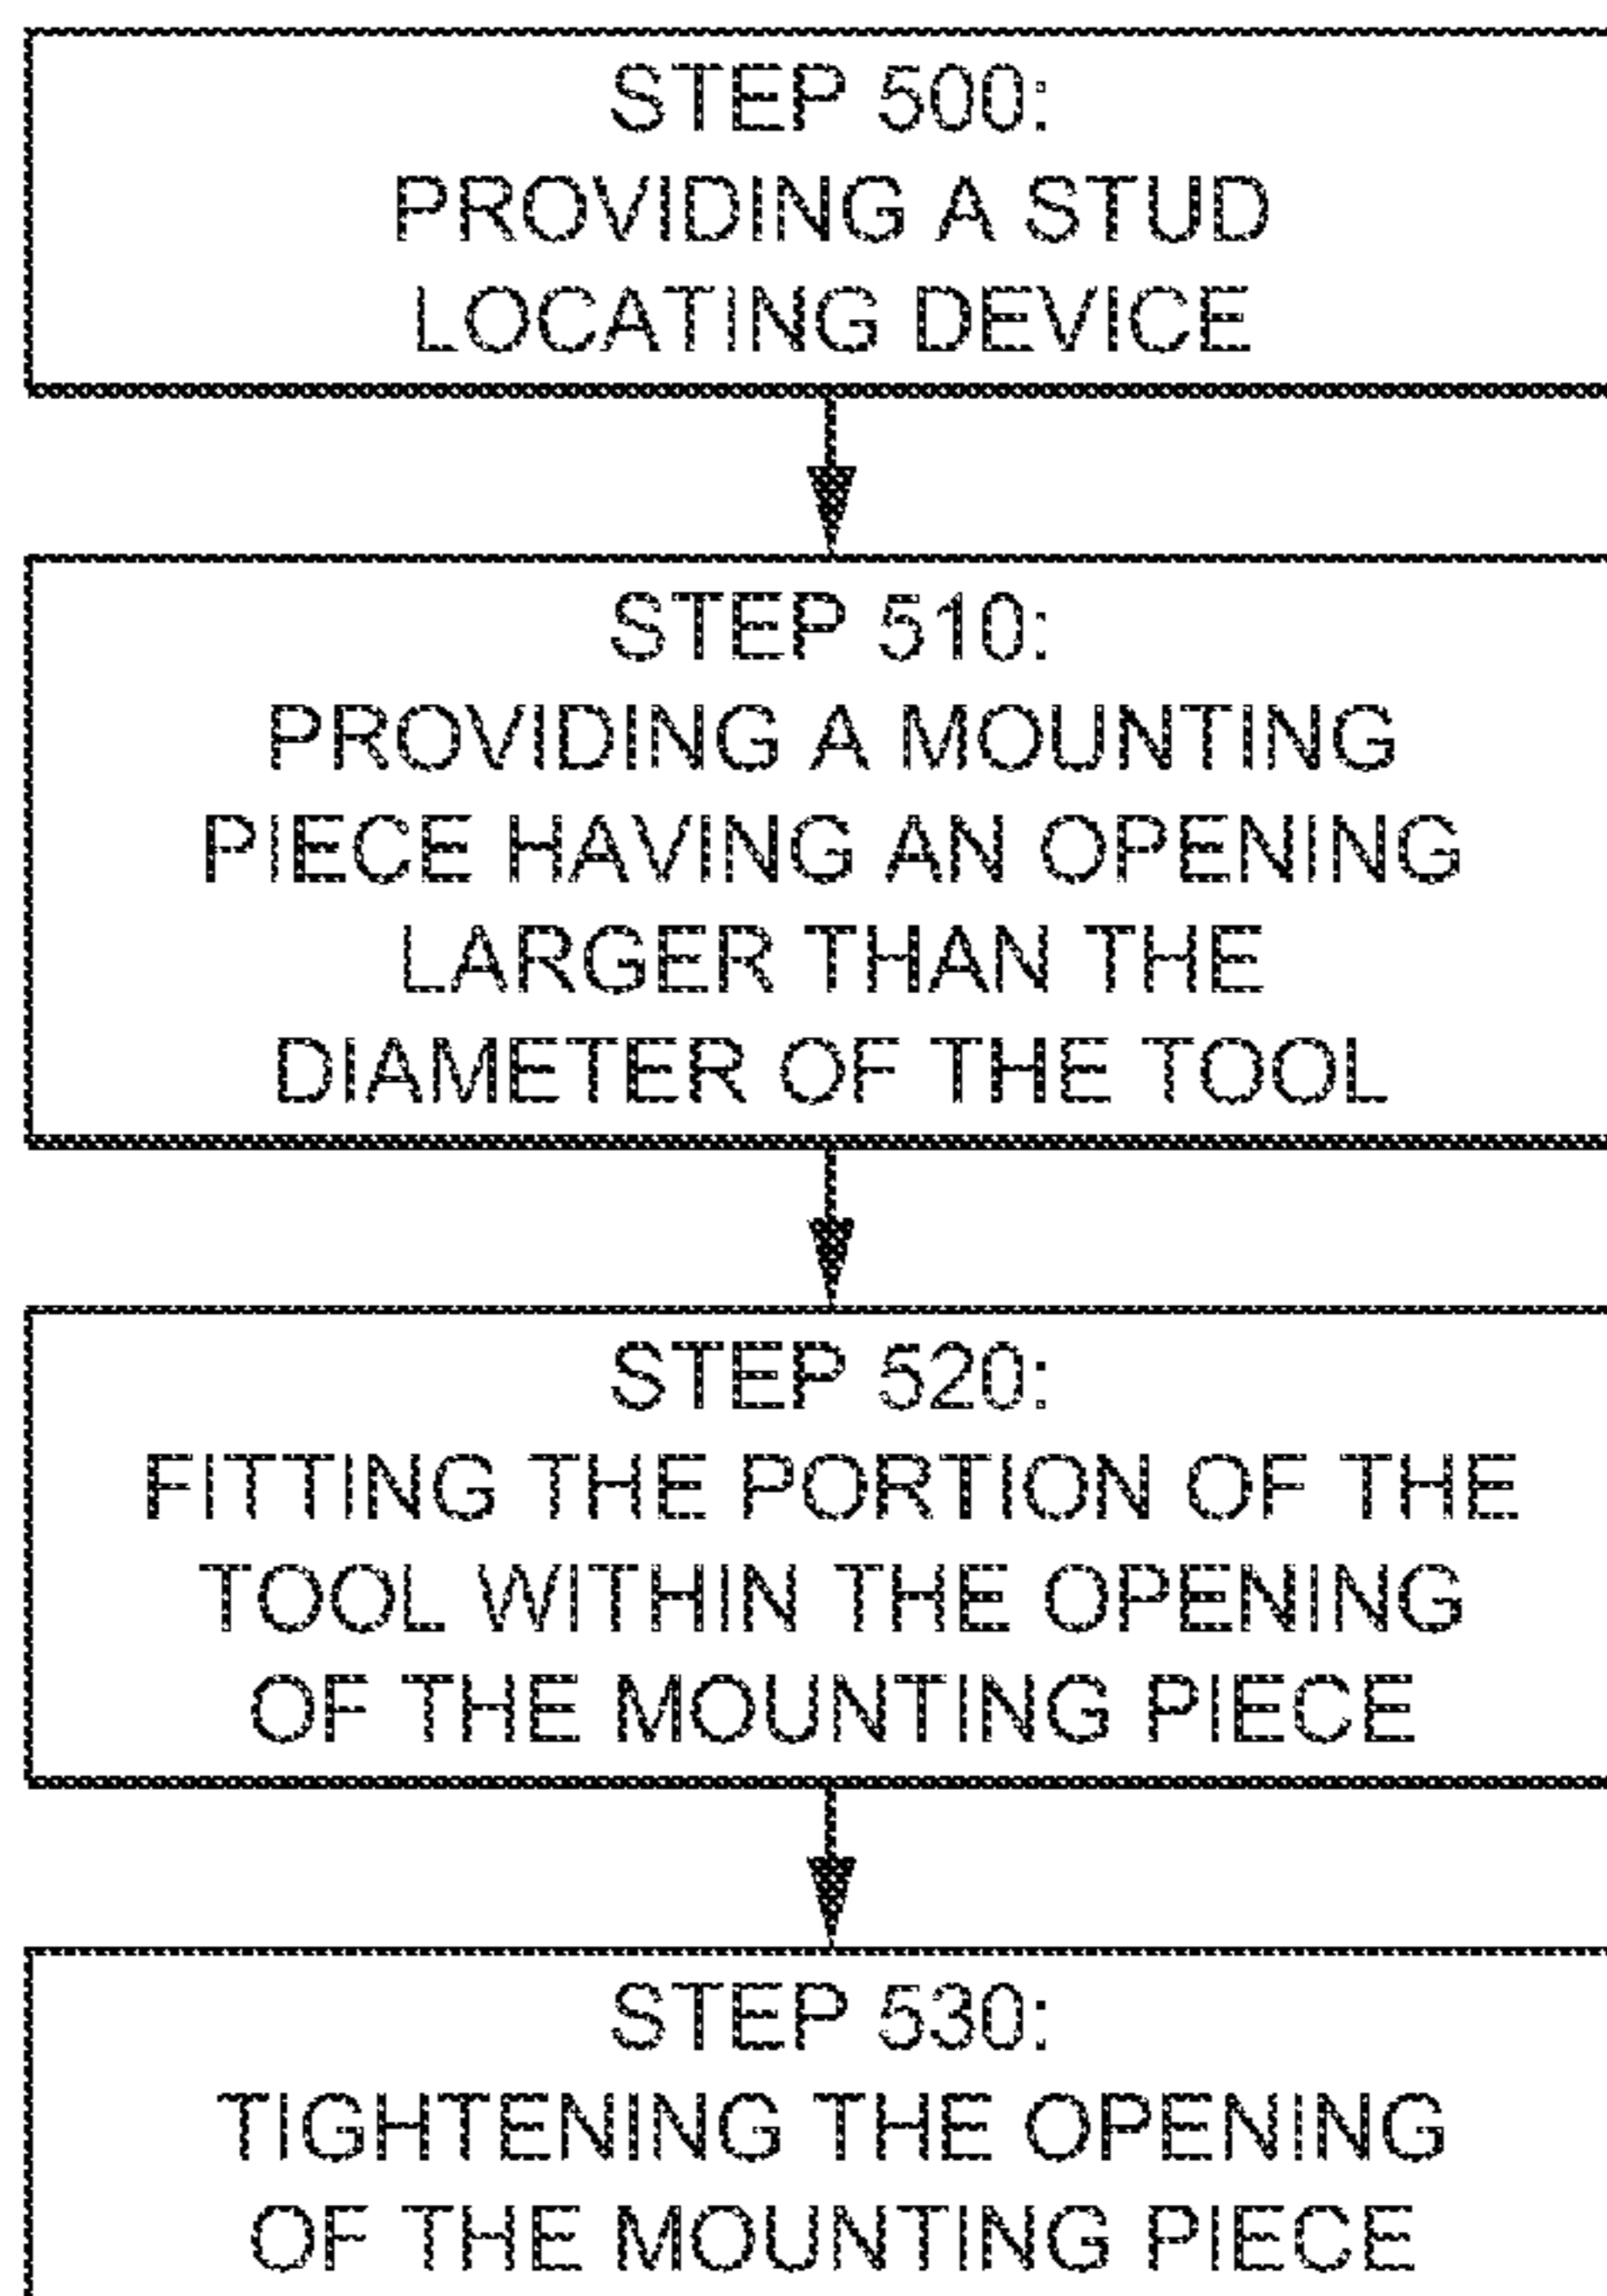 STEP 500:
PROVIDING A STUD
LOCATING DEVICE
STEP 510:
PROVIDING A MOUNTING
PIECE HAVING AN OPENING
LARGER THAN THE
DIAMETER OF THE TOOL
STEP 520:
FITTING THE PORTION OF THE
TOOL WITHIN THE OPENING
OF THE MOUNTING PIECE
STEP 530:
TIGHTENING THE OPENING
OF THE MOUNTING PIECE